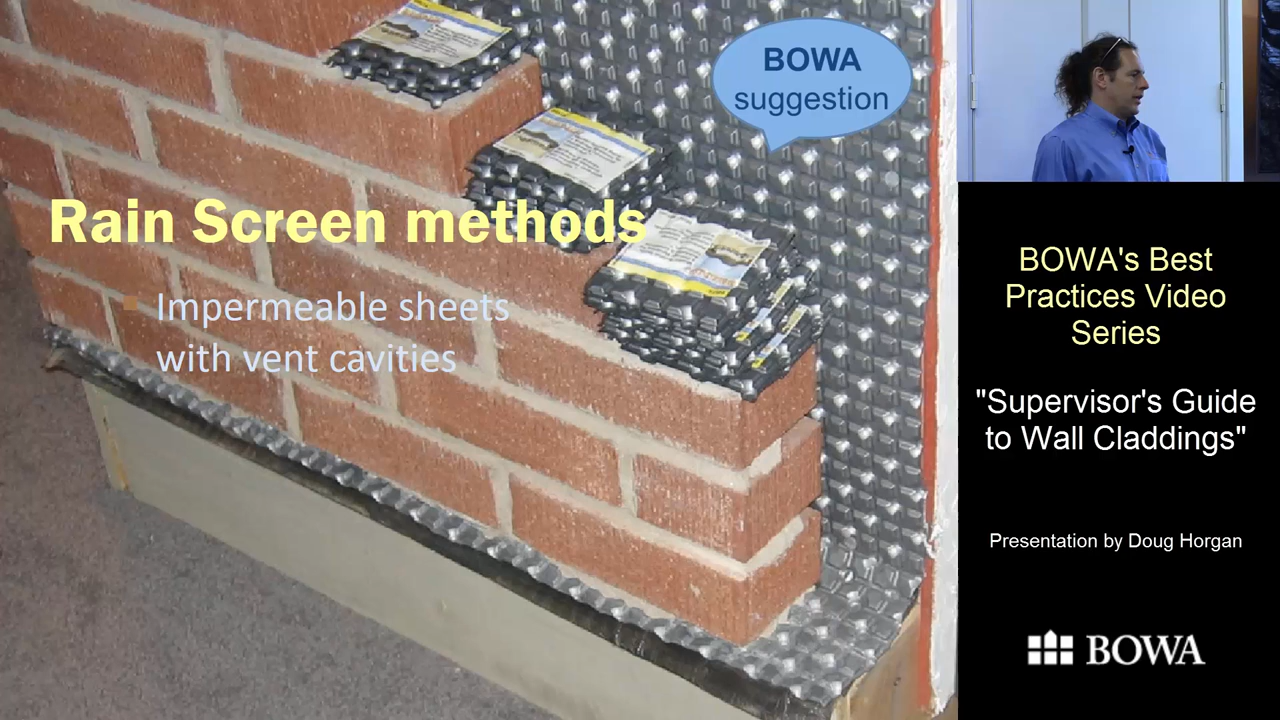 BOWA
suggestion
Rain Screen methods
Impermeable sheets
with vent cavities
BOWA's Best
Practices Video
Series
"Supervisor's Guide
to Wall Claddings"
Presentation by Doug Horgan
BOWA